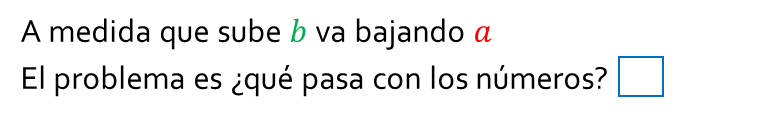 A medida que sube b va bajando a
El problema es ¿qué pasa con los números?